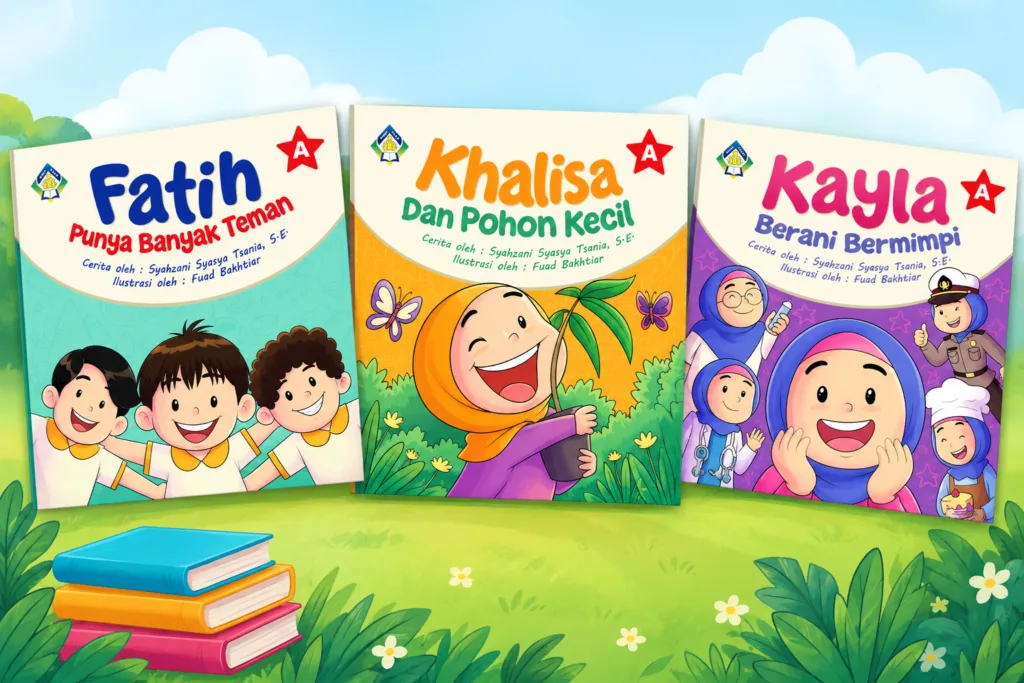 Fatih
Punya Banyak Teman
Cerita oleh : Syahzani Syasya Tsania, S.E.
Ilustrasi oleh : Fuad Bakhtiar
A
Khalisa
Dan Pohon Kecil
Cerita oleh : Syahzani Syasya Tsania, S.E.
Ilustrasi oleh : Fuad Bakhtiar
A
Kayla
Berani Bermimpi
Cerita oleh : Syahzani Syasya Tsania, S.E.
Ilustrasi oleh : Fuad Bakhtiar
A